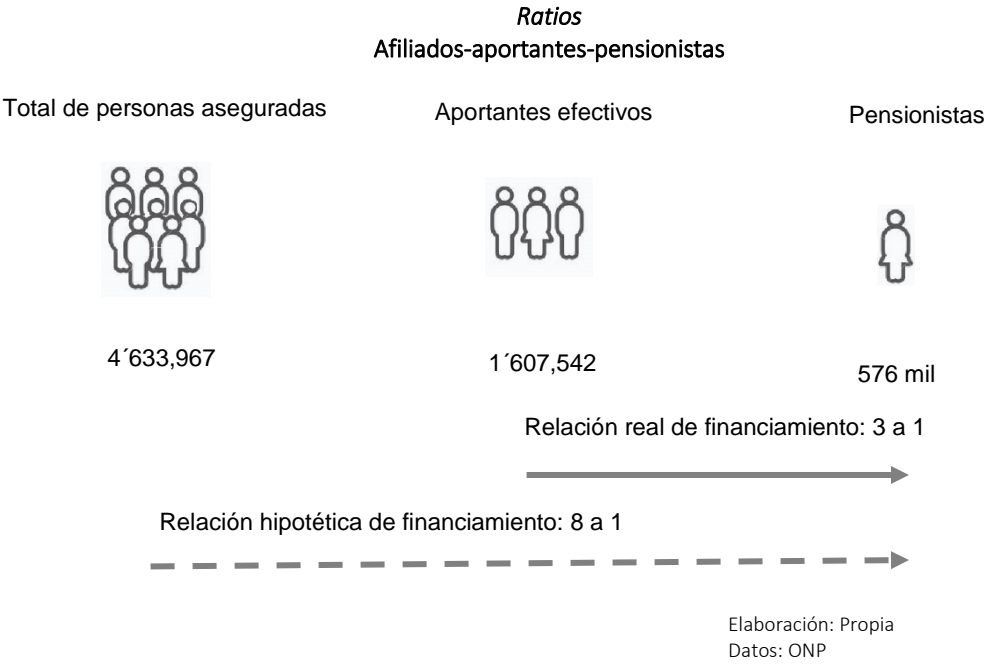 Ratios
Afiliados-aportantes-pensionistas
Total de personas aseguradas
Aportantes efectivos
Pensionistas
4´633,967
1´607,542
576 mil
Relación real de financiamiento: 3 a 1
Relación hipotética de financiamiento: 8 a 1
Elaboración: Propia
Datos: ONP